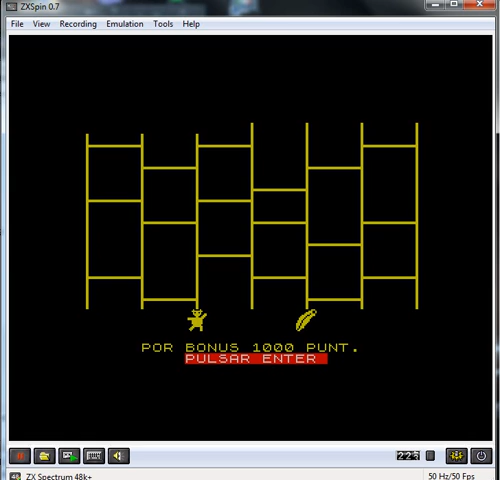 ZXSpin 0.7
File View Recording Emulation Tools Help
POR BONUS 1000 PUNT.
PULSAR ENTER
48 ZX Spectrum 48k+
50 Hz/50 Fps